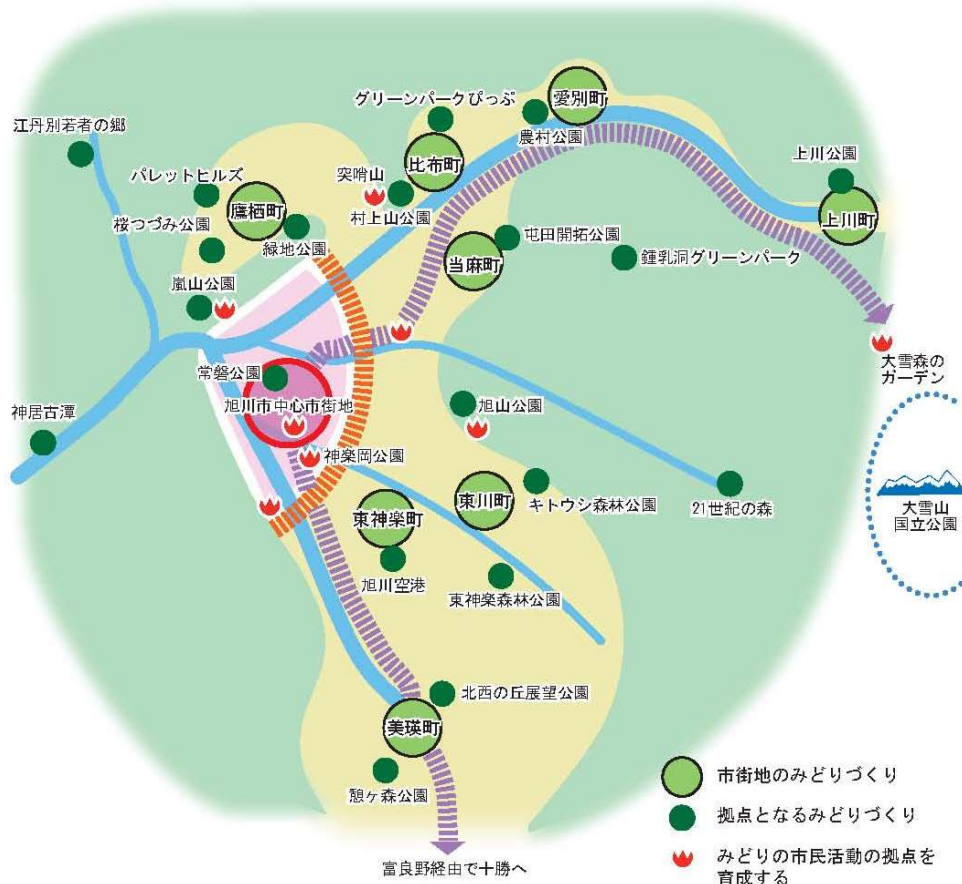 愛別町
グリーンパークぴっぷ
農村公園
江丹別若者の郷
比布町
上川公園
パレットヒルズ
突哨山
鷹栖町
村上山公園
上川町
桜つづみ公園
緑地公園
屯田開拓公園
当麻町
鍾乳洞グリーンパーク
嵐山公園
大雪森の
ガーデン
常磐公園
旭川市中心市街地
旭山公園
神居古潭
神楽岡公園
東川町
キトウシ森林公園
21世紀の森
大雪山
国立公園
東神楽町
旭川空港
東神楽森林公園
北西の丘展望公園
美瑛町
憩ヶ森公園
富良野経由で十勝へ
市街地のみどりづくり
拠点となるみどりづくり
みどりの市民活動の拠点を
育成する